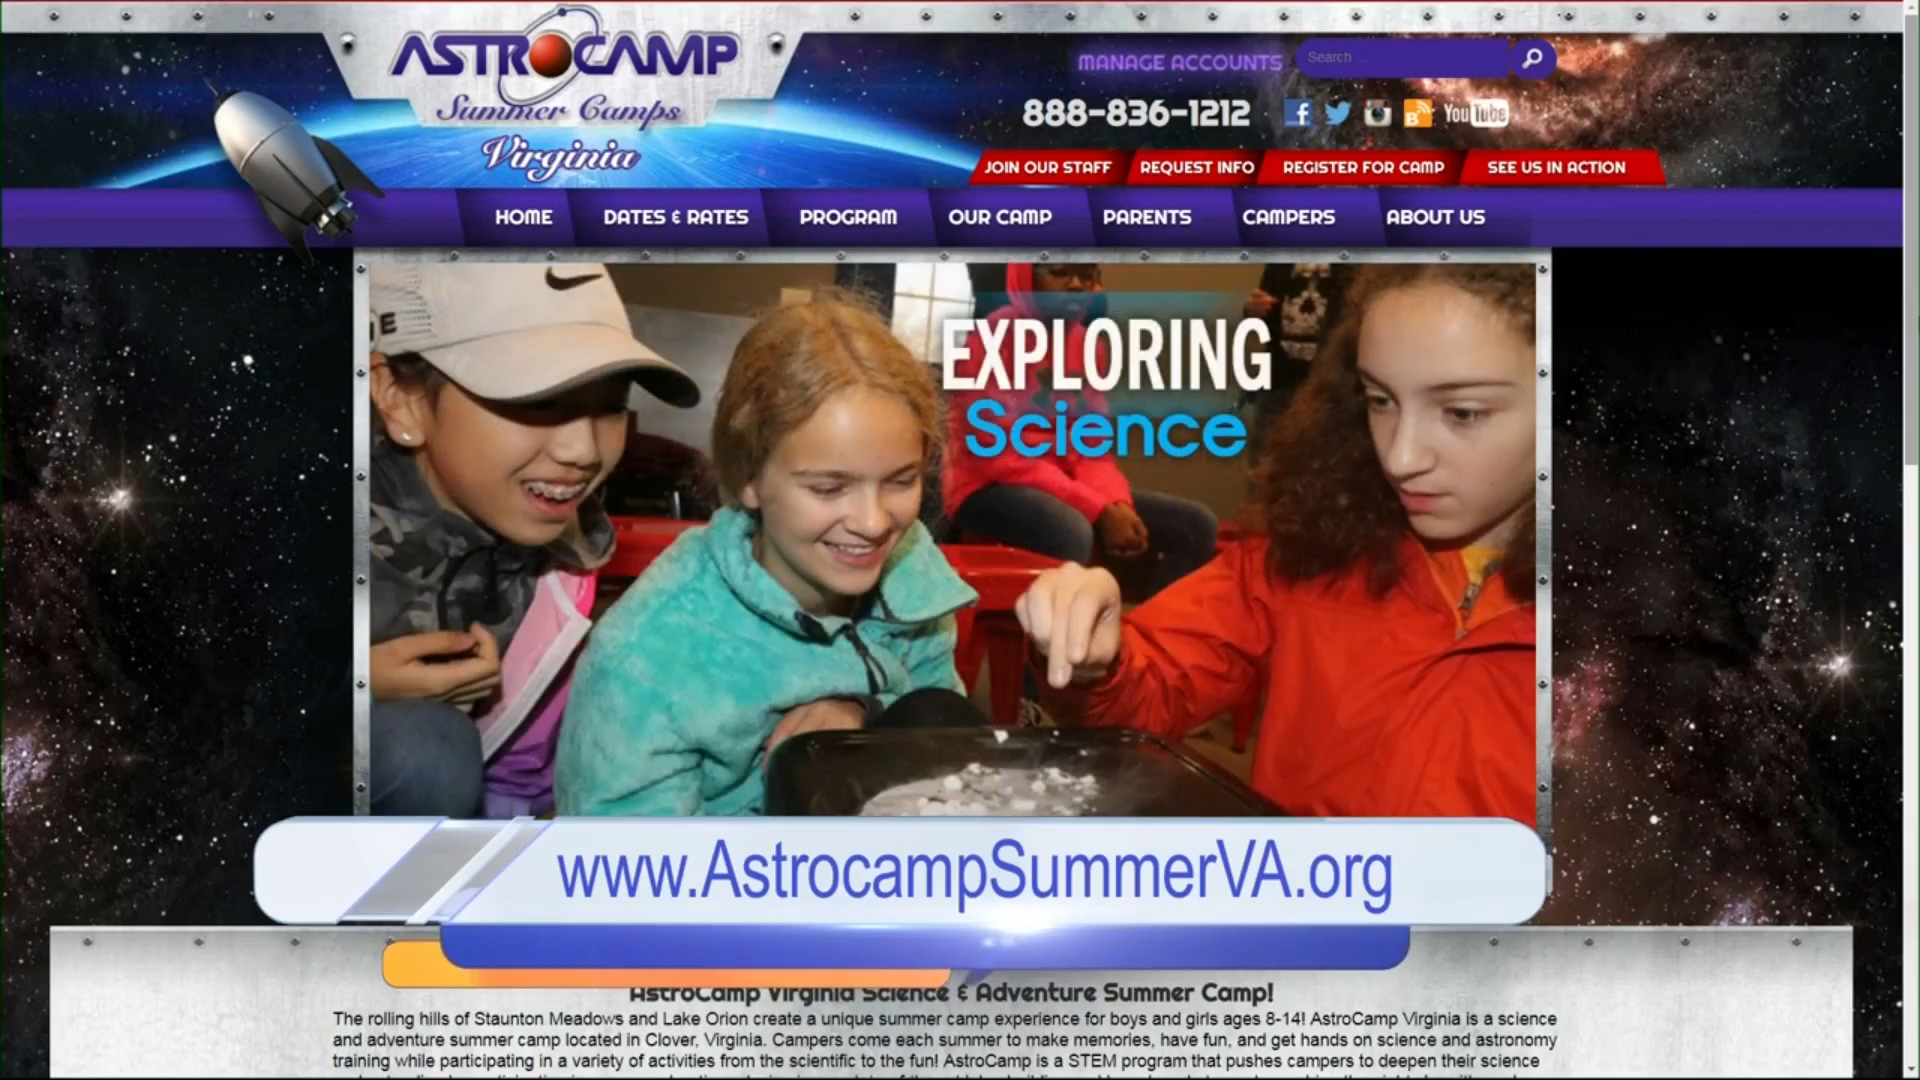 ASTROCAMP
Summer Camps
Virginia
MANAGE ACCOUNTS
Search ...
888-836-1212
You Tube
JOIN OUR STAFF
REQUEST INFO
REGISTER FOR CAMP
SEE US IN ACTION
HOME
DATES & RATES
PROGRAM
OUR CAMP
PARENTS
CAMPERS
ABOUT US
EXPLORING
Science
www.AstrocampSummerVA.org
AstroCamp Virginia Science & Adventure Summer Camp!
The rolling hills of Staunton Meadows and Lake Orion create a unique summer camp experience for boys and girls ages 8-14! AstroCamp Virginia is a science
and adventure summer camp located in Clover, Virginia. Campers come each summer to make memories, have fun, and get hands on science and astronomy
training while participating in a variety of activities from the scientific to the fun! AstroCamp is a STEM program that pushes campers to deepen their science